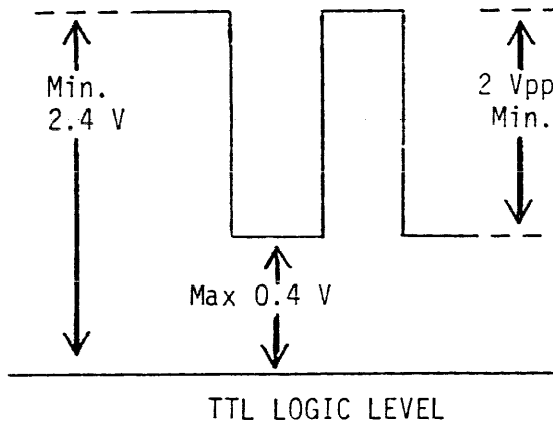 Min.
2.4 V
2 Vpp
Min.
Max 0.4 V
TTL LOGIC LEVEL